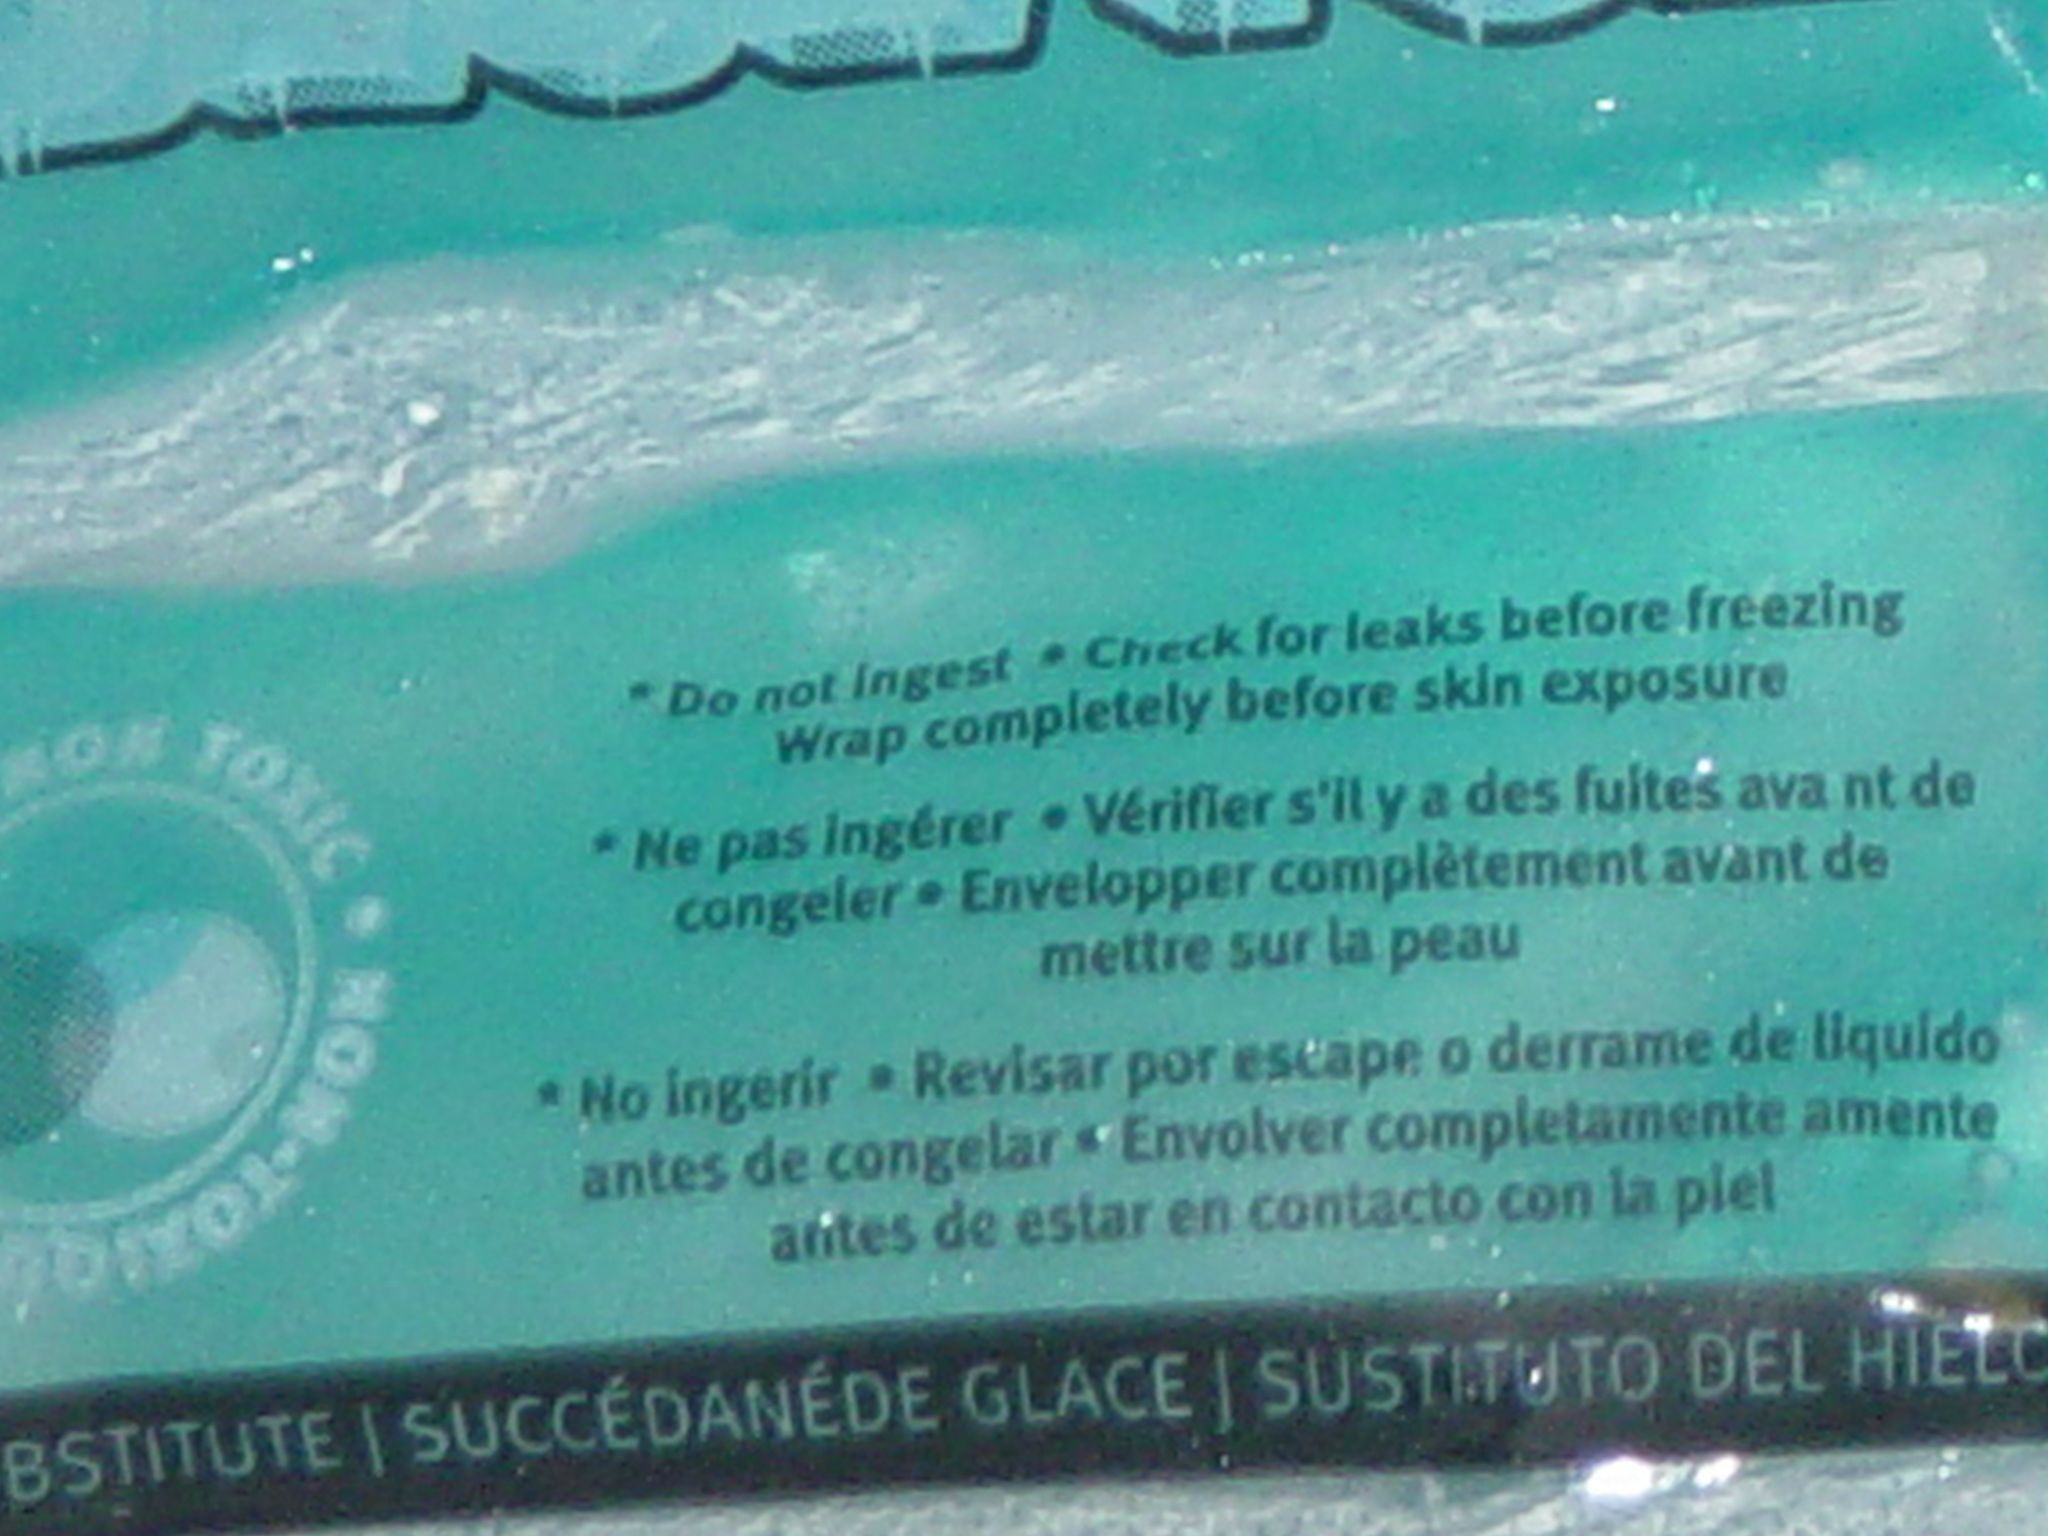 * Do not ingest • Check for leaks before freezing
Wrap completely before skin exposure
* Ne pas ingérer • Vérifier s'il y a des fuites ava nt de
congeler • Envelopper complètement avant de
mettre sur la peau
* No ingerir • Revisar por escape o derrame de liquido
antes de congelar • Envolver completamente amente
antes de estar en contacto con la piel
NON TOXIC •
BSTITUTE | SUCCÉDANÉDE GLACE | SUSTITUTO DEL HIELO